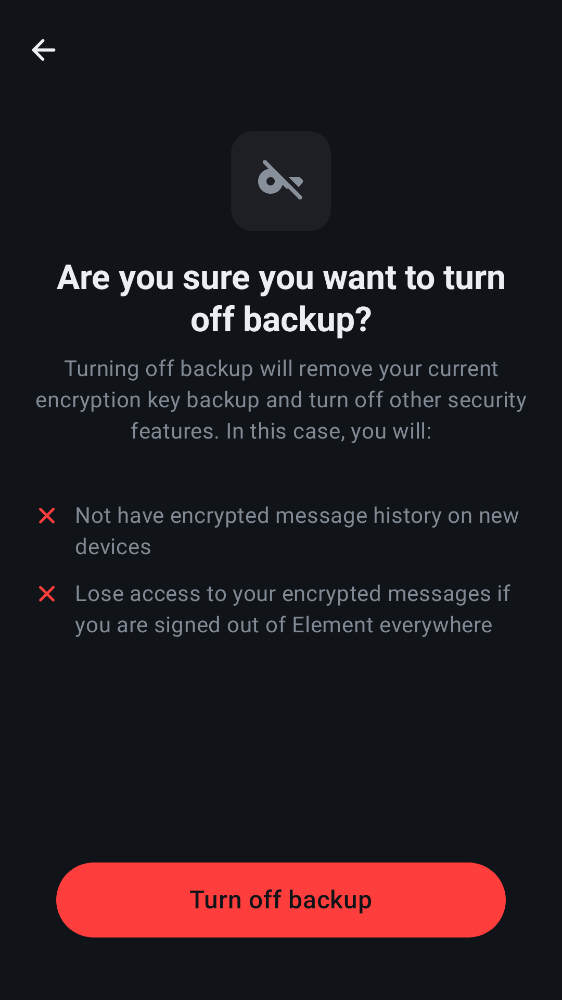 Are you sure you want to turn
off backup?
Turning off backup will remove your current
encryption key backup and turn off other security
features. In this case, you will:
Not have encrypted message history on new
devices
Lose access to your encrypted messages if
you are signed out of Element everywhere
Turn off backup